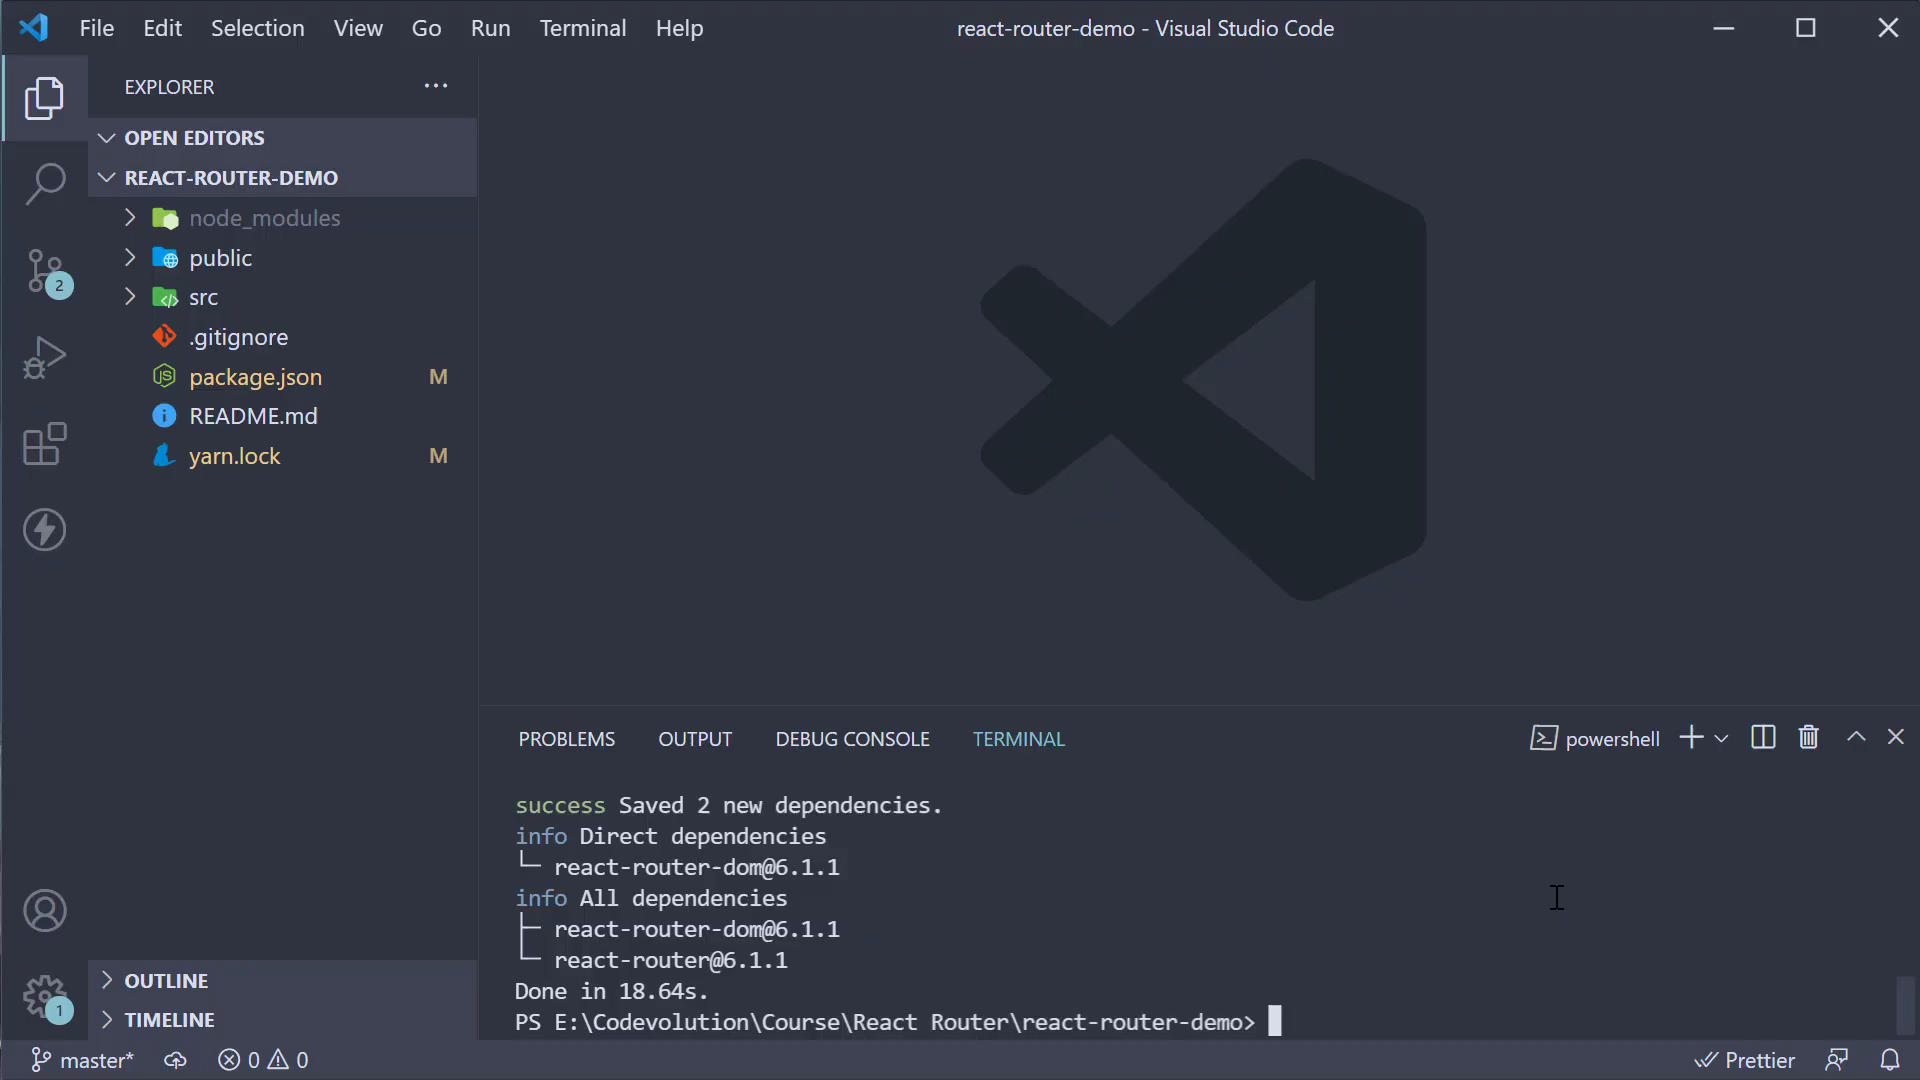 File Edit Selection View Go Run Terminal Help
react-router-demo - Visual Studio Code
EXPLORER
OPEN EDITORS
REACT-ROUTER-DEMO
node_modules
public
src
.gitignore
package.json M
README.md
yarn.lock M
2
1
OUTLINE
TIMELINE
PROBLEMS OUTPUT DEBUG CONSOLE TERMINAL
powershell
success Saved 2 new dependencies.
info Direct dependencies
└─ react-router-dom@6.1.1
info All dependencies
├─ react-router-dom@6.1.1
└─ react-router@6.1.1
Done in 18.64s.
PS E:\Codevolution\Course\React Router\react-router-demo>
master* 0 0
Prettier